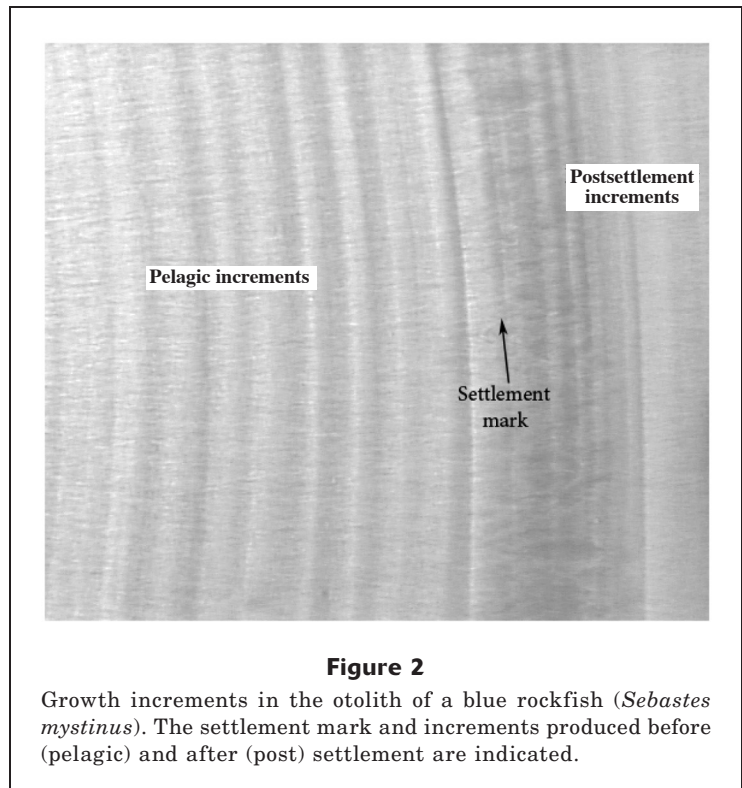 Postsettlement
increments
Pelagic increments
Settlement
mark
Figure 2
Growth increments in the otolith of a blue rockfish (Sebastes
mystinus). The settlement mark and increments produced before
(pelagic) and after (post) settlement are indicated.